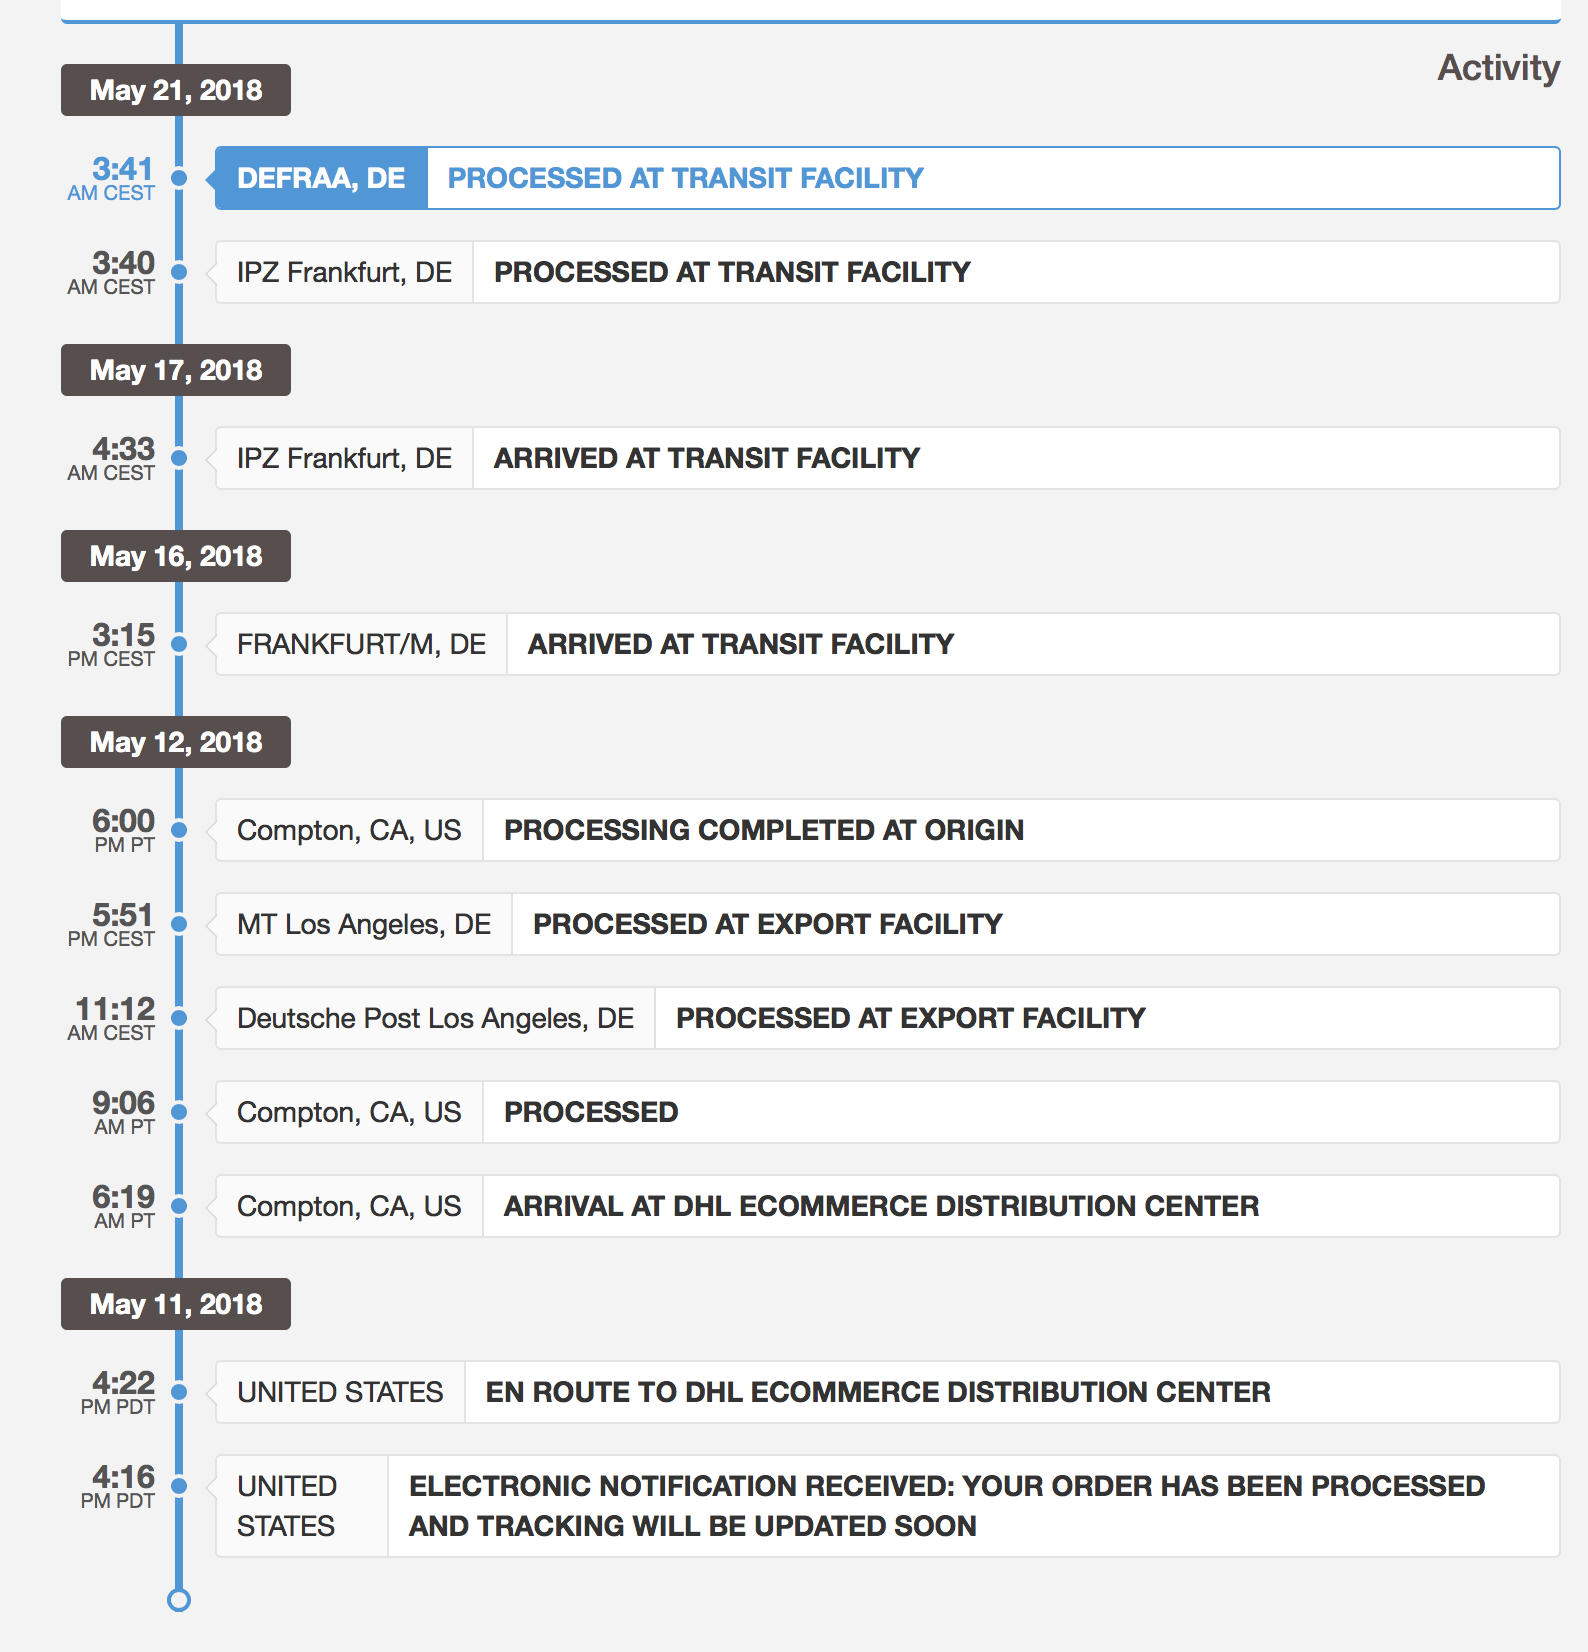 Activity
May 21, 2018
3:41
AM CEST
DEFRAA, DE
PROCESSED AT TRANSIT FACILITY
3:40
AM CEST
IPZ Frankfurt, DE
PROCESSED AT TRANSIT FACILITY
May 17, 2018
4:33
AM CEST
IPZ Frankfurt, DE
ARRIVED AT TRANSIT FACILITY
May 16, 2018
3:15
PM CEST
FRANKFURT/M, DE
ARRIVED AT TRANSIT FACILITY
May 12, 2018
6:00
PM PT
Compton, CA, US
PROCESSING COMPLETED AT ORIGIN
5:51
PM CEST
MT Los Angeles, DE
PROCESSED AT EXPORT FACILITY
11:12
AM CEST
Deutsche Post Los Angeles, DE
PROCESSED AT EXPORT FACILITY
9:06
AM PT
Compton, CA, US
PROCESSED
6:19
AM PT
Compton, CA, US
ARRIVAL AT DHL ECOMMERCE DISTRIBUTION CENTER
May 11, 2018
4:22
PM PDT
UNITED STATES
EN ROUTE TO DHL ECOMMERCE DISTRIBUTION CENTER
4:16
PM PDT
UNITED
STATES
ELECTRONIC NOTIFICATION RECEIVED: YOUR ORDER HAS BEEN PROCESSED
AND TRACKING WILL BE UPDATED SOON